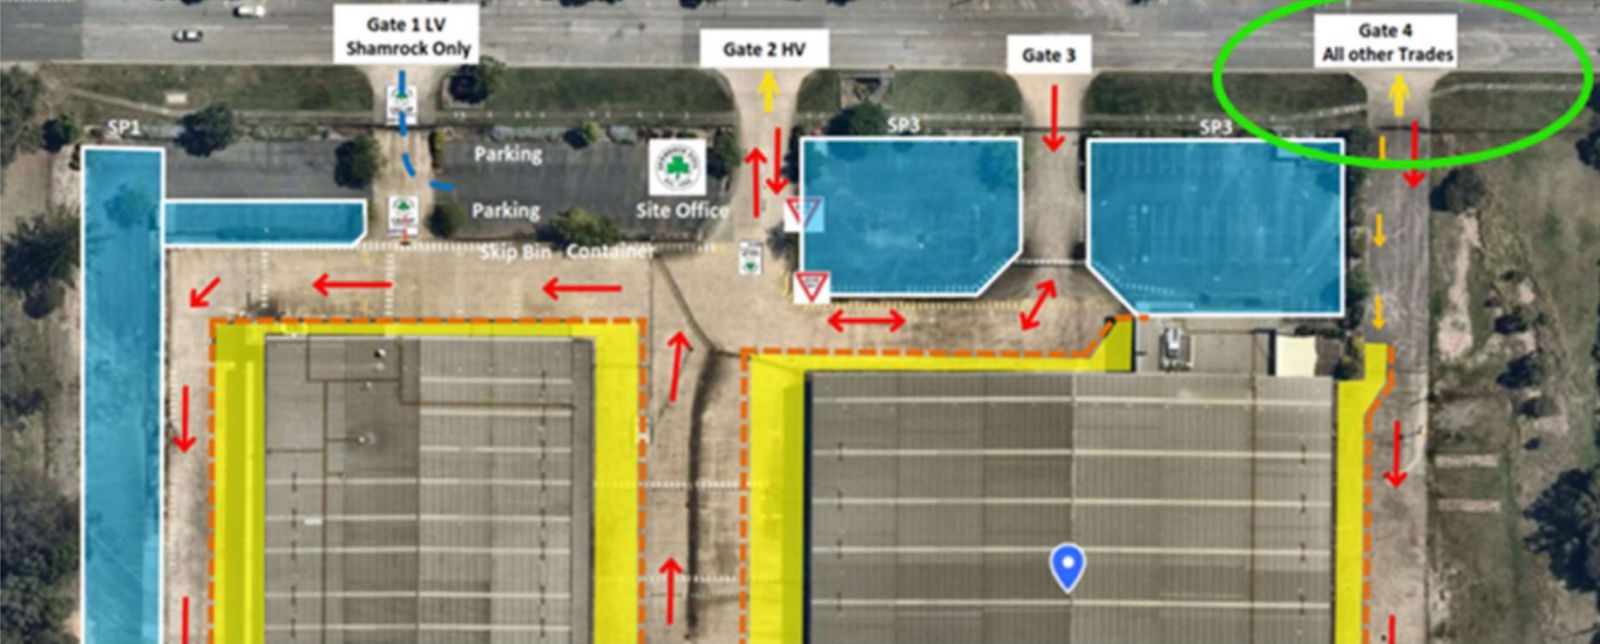 Gate 1 LV
Shamrock Only
Gate 2 HV
Gate 3
Gate 4
All other Trades
SP1
SP3
SP3
Parking
Parking
Site Office
Skip Bin
Container